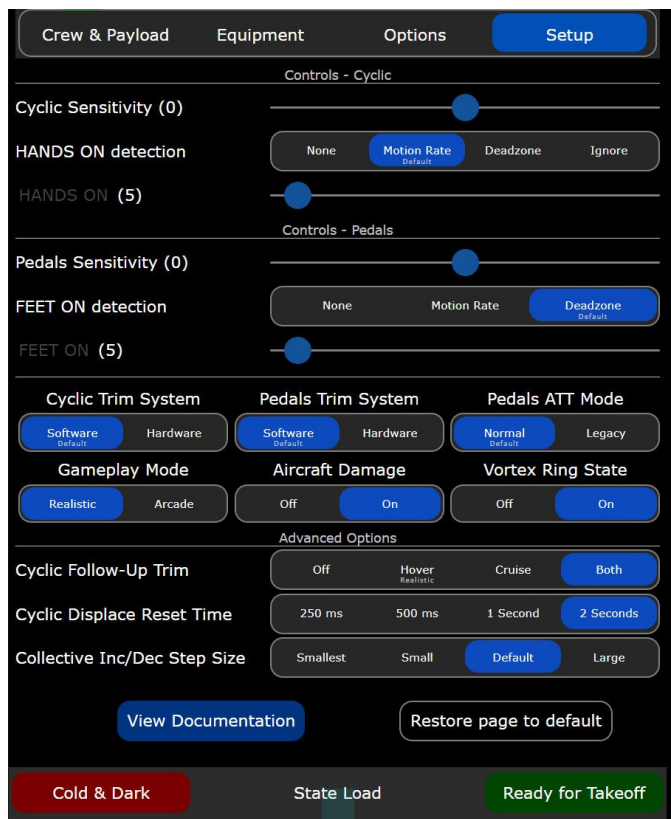 Crew & Payload Equipment Options Setup
Controls - Cyclic
Cyclic Sensitivity (0)
HANDS ON detection None Motion Rate Default Deadzone Ignore
HANDS ON (5)
Controls - Pedals
Pedals Sensitivity (0)
FEET ON detection None Motion Rate Deadzone Default
FEET ON (5)
Cyclic Trim System Pedals Trim System Pedals ATT Mode
Software Default Hardware Software Default Hardware Normal Default Legacy
Gameplay Mode Aircraft Damage Vortex Ring State
Realistic Arcade Off On Off On
Advanced Options
Cyclic Follow-Up Trim Off Hover Realistic Cruise Both
Cyclic Displace Reset Time 250 ms 500 ms 1 Second 2 Seconds
Collective Inc/Dec Step Size Smallest Small Default Large
View Documentation Restore page to default
Cold & Dark State Load Ready for Takeoff